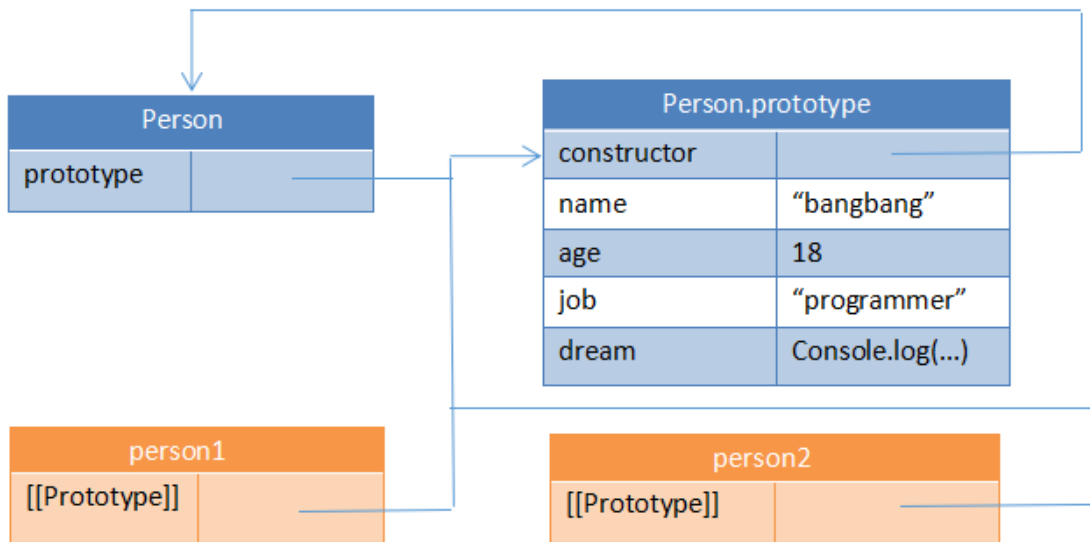 Person
prototype
Person.prototype
constructor
name “bangbang”
age 18
job “programmer”
dream Console.log(...)
person1
[[Prototype]]
person2
[[Prototype]]